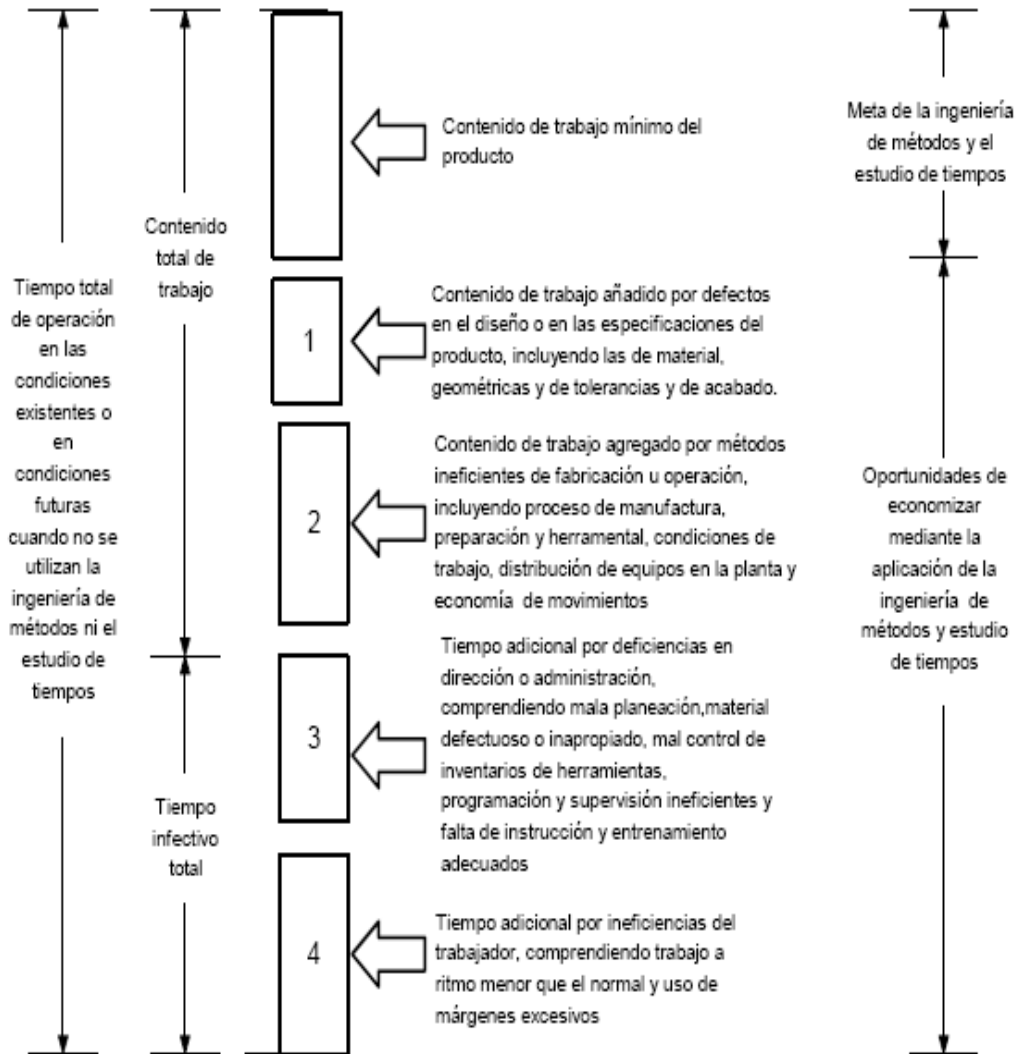 Tiempo total
de operación
en las
condiciones
existentes o
en
condiciones
futuras
cuando no se
utilizan la
ingeniería de
métodos ni el
estudio de
tiempos
Contenido
total de
trabajo
Tiempo
infectivo
total
Contenido de trabajo mínimo del
producto
1
Contenido de trabajo añadido por defectos
en el diseño o en las especificaciones del
producto, incluyendo las de material,
geométricas y de tolerancias y de acabado.
2
Contenido de trabajo agregado por métodos
ineficientes de fabricación u operación,
incluyendo proceso de manufactura,
preparación y herramental, condiciones de
trabajo, distribución de equipos en la planta y
economía de movimientos
3
Tiempo adicional por deficiencias en
dirección o administración,
comprendiendo mala planeación,material
defectuoso o inapropiado, mal control de
inventarios de herramientas,
programación y supervisión ineficientes y
falta de instrucción y entrenamiento
adecuados
4
Tiempo adicional por ineficiencias del
trabajador, comprendiendo trabajo a
ritmo menor que el normal y uso de
márgenes excesivos
Meta de la ingeniería
de métodos y el
estudio de tiempos
Oportunidades de
economizar
mediante la
aplicación de la
ingeniería de
métodos y estudio
de tiempos